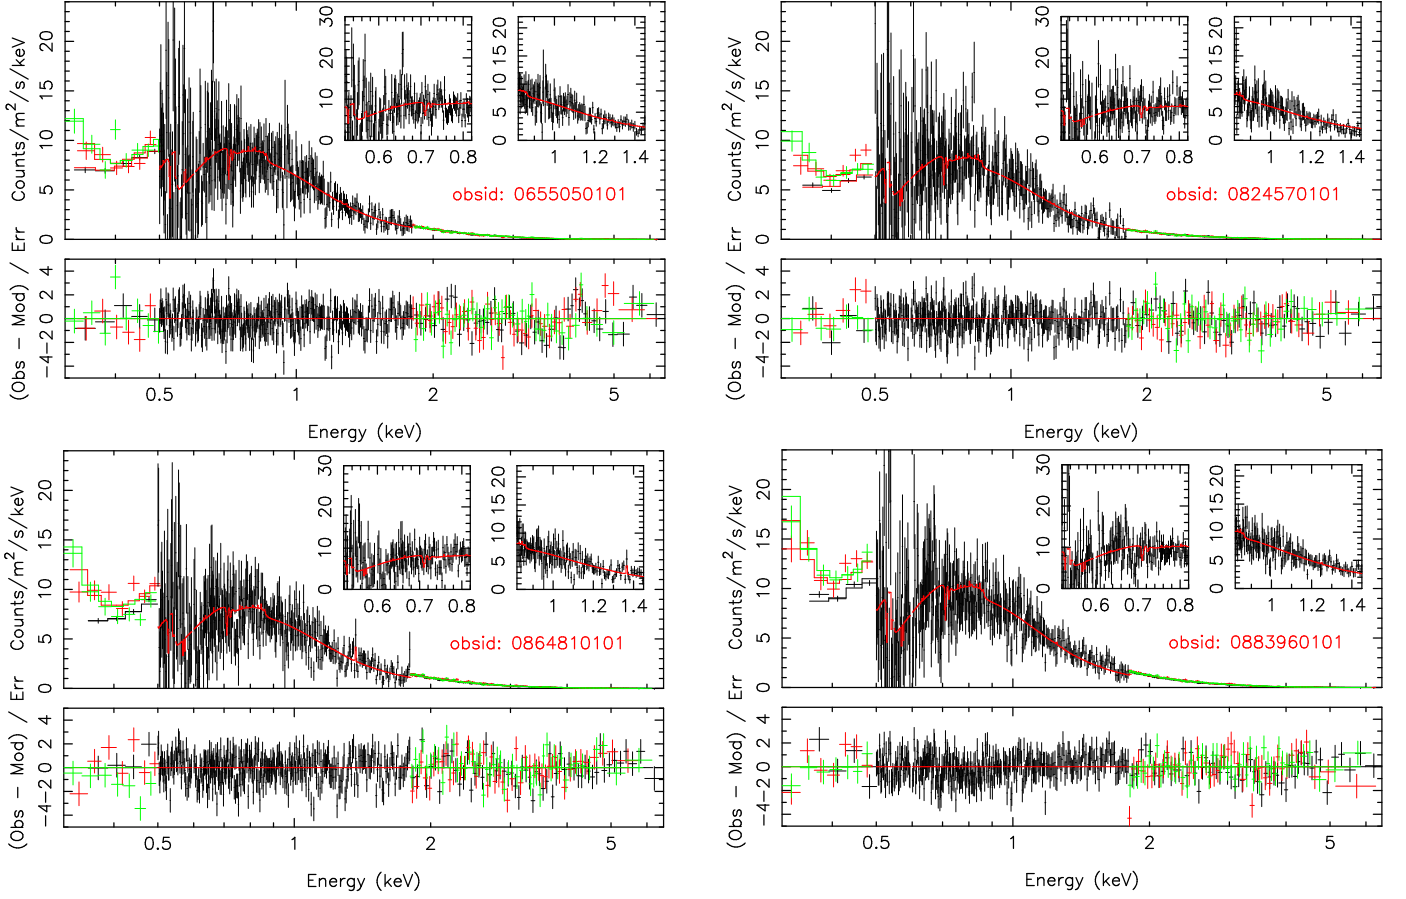 Counts/m²/s/keV
0 5 10 15 20
0 10 20 30
0.6 0.7 0.8
0 5 10 15 20
1 1.2 1.4
obsid: 0655050101
(Obs − Mod) / Err
−4 −2 0 2 4
0.5 1 2 5
Energy (keV)
Counts/m²/s/keV
0 5 10 15 20
0 10 20 30
0.6 0.7 0.8
0 5 10 15 20
1 1.2 1.4
obsid: 0824570101
(Obs − Mod) / Err
−4 −2 0 2 4
0.5 1 2 5
Energy (keV)
Counts/m²/s/keV
0 5 10 15 20
0 10 20 30
0.6 0.7 0.8
0 5 10 15 20
1 1.2 1.4
obsid: 0864810101
(Obs − Mod) / Err
−4 −2 0 2 4
0.5 1 2 5
Energy (keV)
Counts/m²/s/keV
0 5 10 15 20
0 10 20 30
0.6 0.7 0.8
0 5 10 15 20
1 1.2 1.4
obsid: 0883960101
(Obs − Mod) / Err
−4 −2 0 2 4
0.5 1 2 5
Energy (keV)